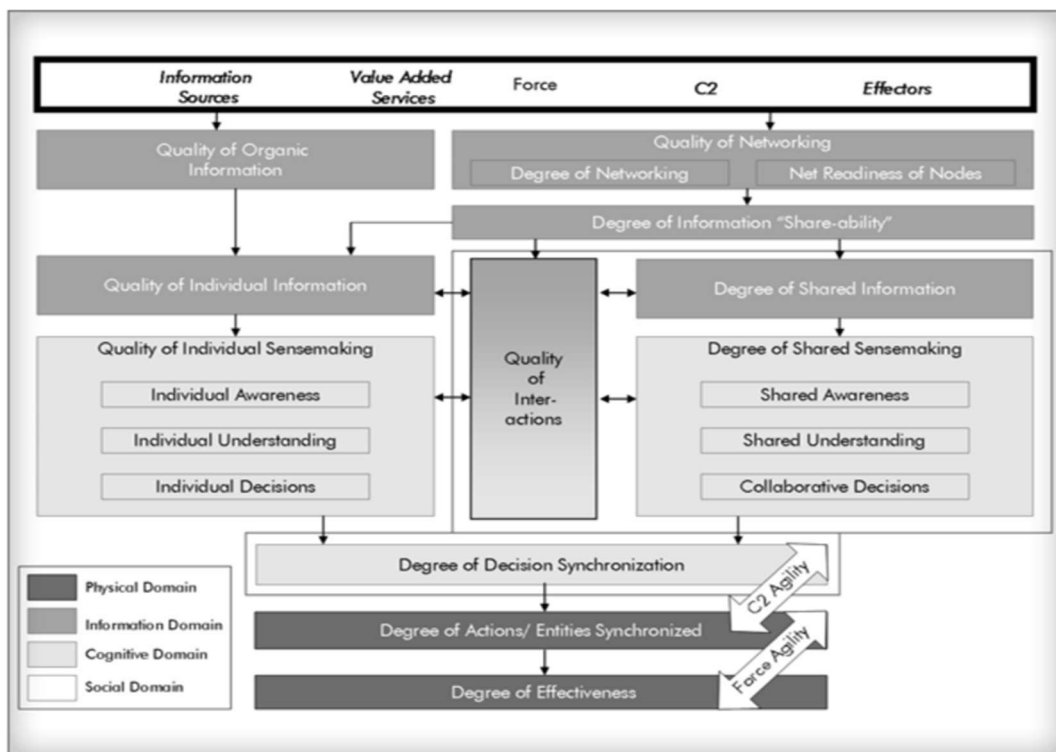 Information
Sources
Value Added
Services
Force
C2
Effectors
Quality of Organic
Information
Quality of Networking
Degree of Networking
Net Readiness of Nodes
Degree of Information “Share-ability”
Quality of Individual Information
Quality
of
Inter-
actions
Degree of Shared Information
Quality of Individual Sensemaking
Individual Awareness
Individual Understanding
Individual Decisions
Degree of Shared Sensemaking
Shared Awareness
Shared Understanding
Collaborative Decisions
Degree of Decision Synchronization
C2 Agility
Degree of Actions/ Entities Synchronized
Force Agility
Degree of Effectiveness
Physical Domain
Information Domain
Cognitive Domain
Social Domain